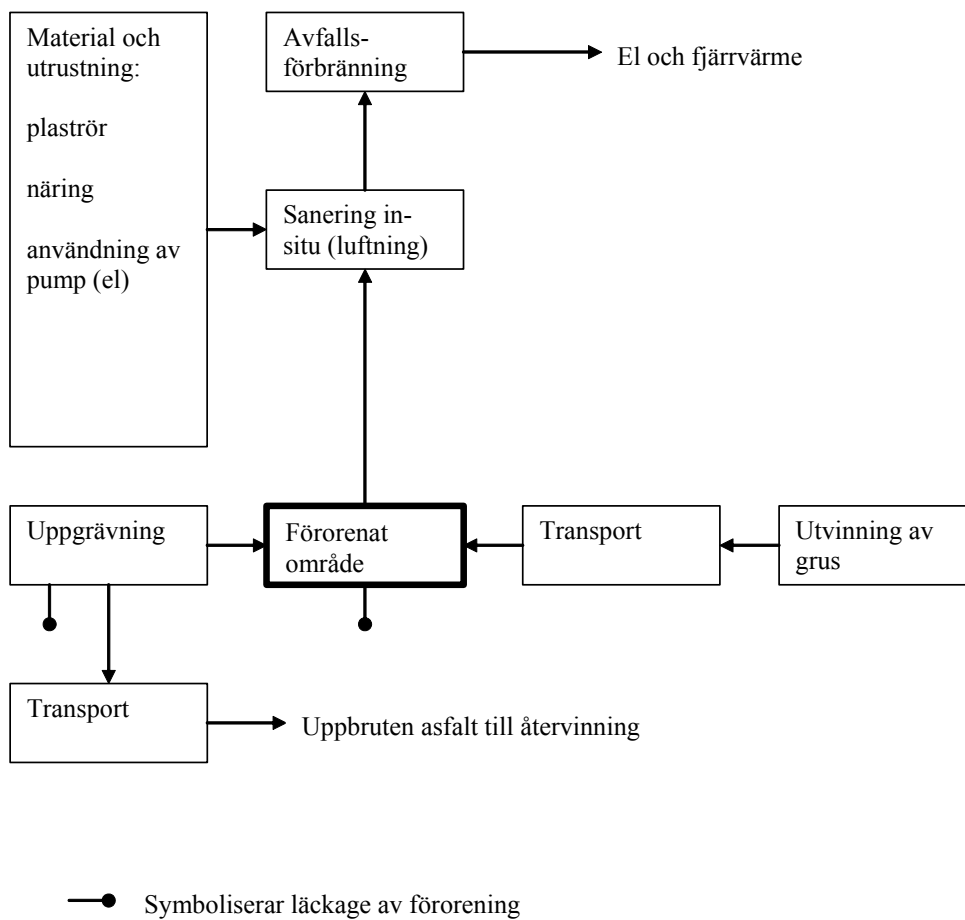 Material och
utrustning:
plaströr
näring
användning av
pump (el)
Avfalls-
förbränning
El och fjärrvärme
Sanering in-
situ (luftning)
Uppgrävning
Förorenat
område
Transport
Utvinning av
grus
Transport
Uppbruten asfalt till återvinning
Symboliserar läckage av förorening